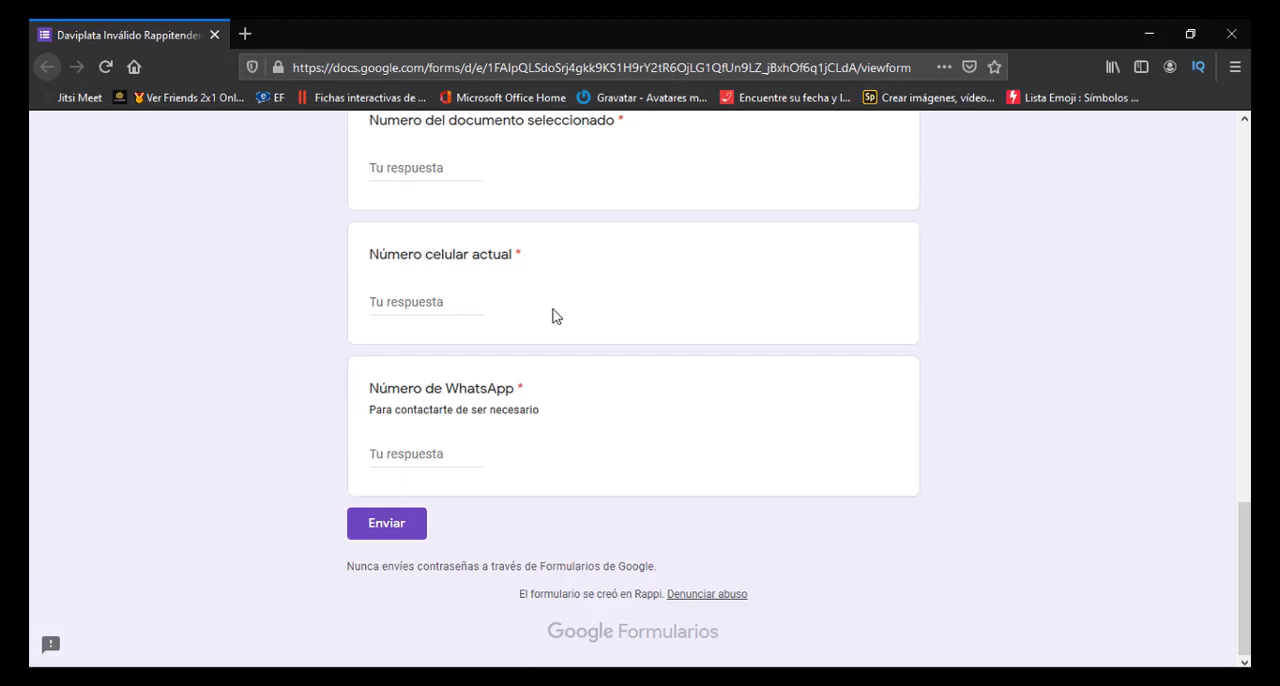 Daviplata Inválido Rappitender
https://docs.google.com/forms/d/e/1FAIpQLSdoSrj4gkk9KS1H9rY2tR6OjLG1QfUn9LZ_jBxhOf6q1jCLdA/viewform
IQ
Jitsi Meet
Ver Friends 2x1 Onl...
EF
Fichas interactivas de ...
Microsoft Office Home
Gravatar - Avatares m...
Encuentre su fecha y l...
Sp
Crear imágenes, vídeo...
Lista Emoji : Símbolos ...
Numero del documento seleccionado *
Tu respuesta
Número celular actual *
Tu respuesta
Número de WhatsApp *
Para contactarte de ser necesario
Tu respuesta
Enviar
Nunca envíes contraseñas a través de Formularios de Google.
El formulario se creó en Rappi. Denunciar abuso
Google Formularios